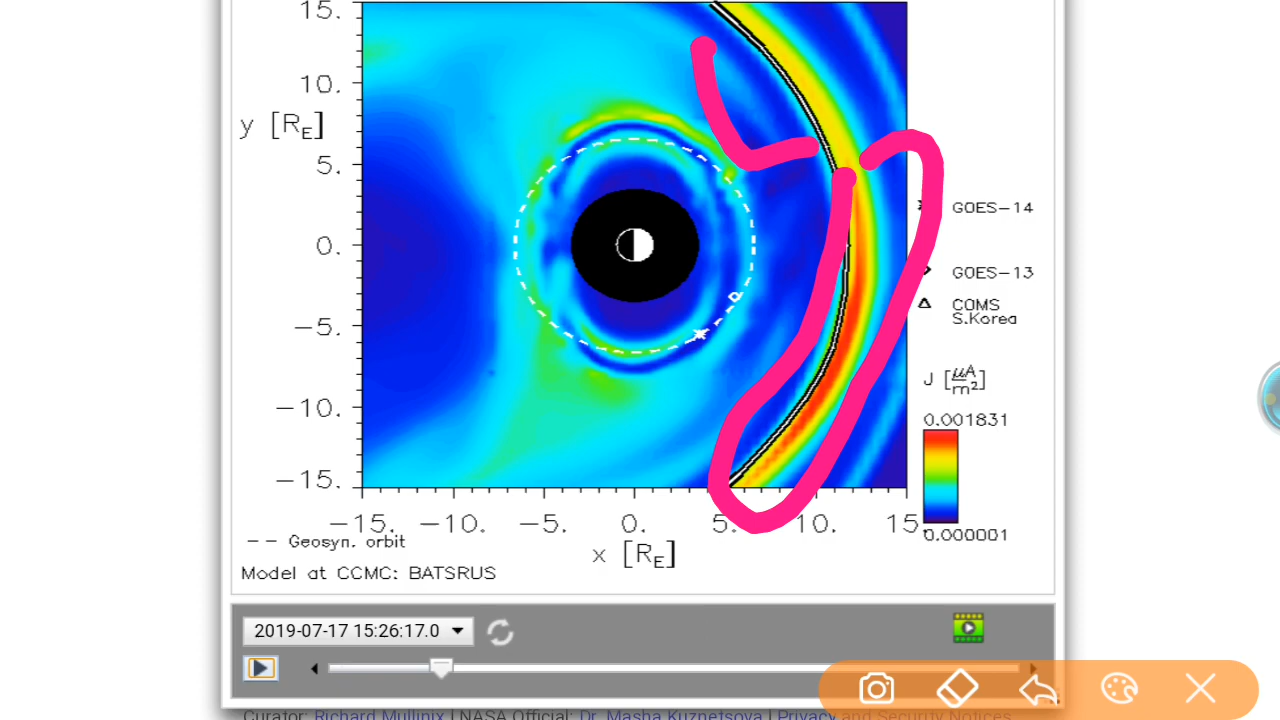 15.
10.
y [RE]
5.
0.
−5.
−10.
−15.
−15. −10. −5. 0. 5. 10. 15.
x [RE]
-- Geosyn. orbit
Model at CCMC: BATSRUS
GOES-14
GOES-13
COMS
S.Korea
J [μA/m2]
0.001831
0.000001
2019-07-17 15:26:17.0
Curator: Richard Mullinix | NASA Official: Dr. Masha Kuznetsova | Privacy and Security Notices